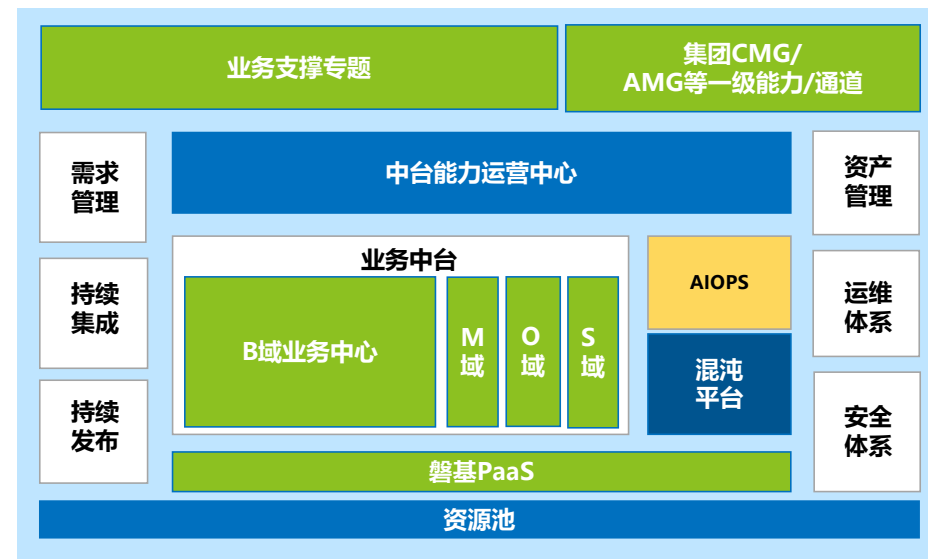 业务支撑专题
集团CMG/
AMG等一级能力/通道
需求
管理
中台能力运营中心
资产
管理
业务中台
持续
集成
B域业务中心
M
域
O
域
S
域
AIOPS
混沌
平台
运维
体系
持续
发布
安全
体系
磐基PaaS
资源池